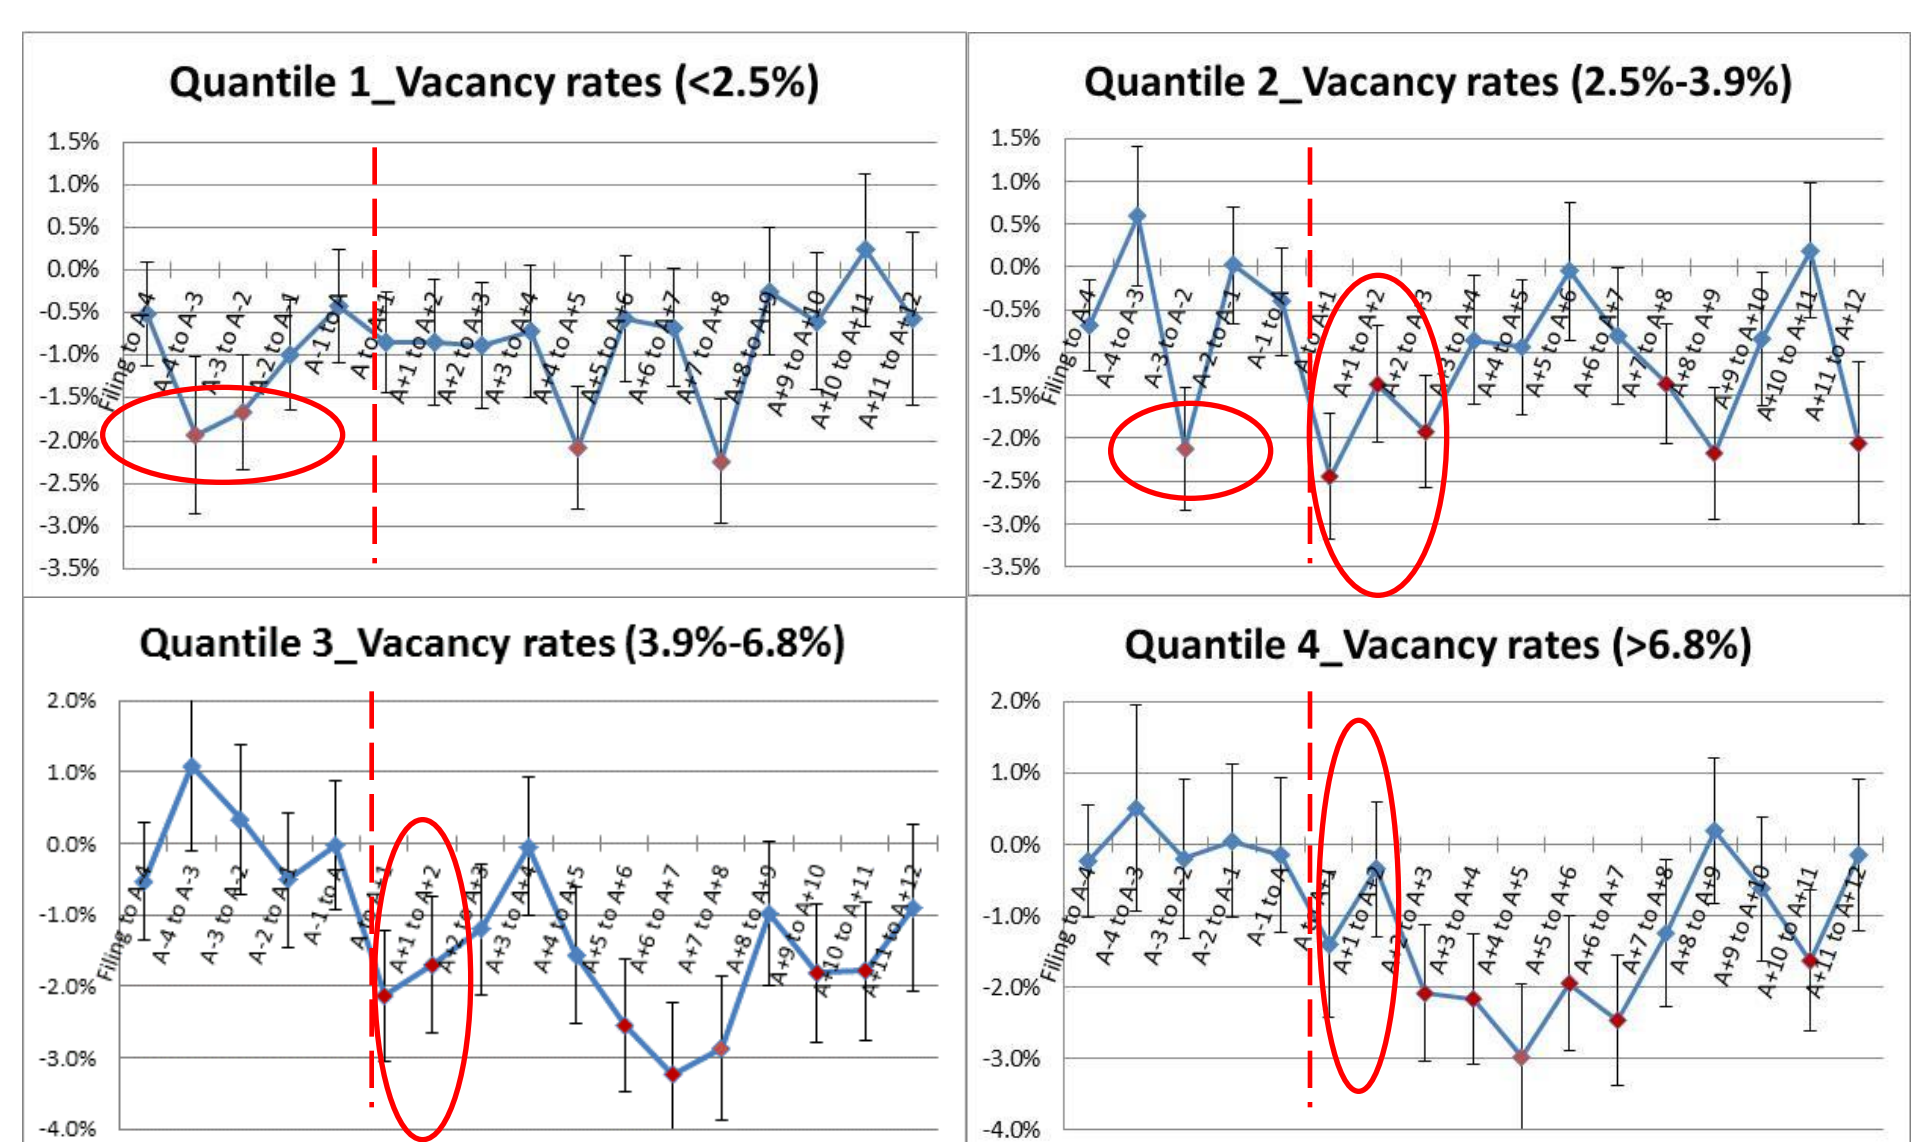 Quantile 1_Vacancy rates (<2.5%)
1.5%
1.0%
0.5%
0.0%
-0.5%
-1.0%
-1.5%
-2.0%
-2.5%
-3.0%
-3.5%
Filing to A-4
A-4 to A-3
A-3 to A-2
A-2 to A-1
A-1 to A
A to A+1
A+1 to A+2
A+2 to A+3
A+3 to A+4
A+4 to A+5
A+5 to A+6
A+6 to A+7
A+7 to A+8
A+8 to A+9
A+9 to A+10
A+10 to A+11
A+11 to A+12
Quantile 2_Vacancy rates (2.5%-3.9%)
1.5%
1.0%
0.5%
0.0%
-0.5%
-1.0%
-1.5%
-2.0%
-2.5%
-3.0%
-3.5%
Filing to A-4
A-4 to A-3
A-3 to A-2
A-2 to A-1
A-1 to A
A to A+1
A+1 to A+2
A+2 to A+3
A+3 to A+4
A+4 to A+5
A+5 to A+6
A+6 to A+7
A+7 to A+8
A+8 to A+9
A+9 to A+10
A+10 to A+11
A+11 to A+12
Quantile 3_Vacancy rates (3.9%-6.8%)
2.0%
1.0%
0.0%
-1.0%
-2.0%
-3.0%
-4.0%
Filing to A-4
A-4 to A-3
A-3 to A-2
A-2 to A-1
A-1 to A
A to A+1
A+1 to A+2
A+2 to A+3
A+3 to A+4
A+4 to A+5
A+5 to A+6
A+6 to A+7
A+7 to A+8
A+8 to A+9
A+9 to A+10
A+10 to A+11
A+11 to A+12
Quantile 4_Vacancy rates (>6.8%)
2.0%
1.0%
0.0%
-1.0%
-2.0%
-3.0%
-4.0%
Filing to A-4
A-4 to A-3
A-3 to A-2
A-2 to A-1
A-1 to A
A to A+1
A+1 to A+2
A+2 to A+3
A+3 to A+4
A+4 to A+5
A+5 to A+6
A+6 to A+7
A+7 to A+8
A+8 to A+9
A+9 to A+10
A+10 to A+11
A+11 to A+12